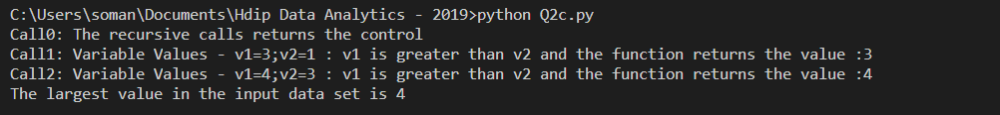 C:\Users\soman\Documents\Hdip Data Analytics - 2019>python Q2c.py
Call0: The recursive calls returns the control
Call1: Variable Values - v1=3;v2=1 : v1 is greater than v2 and the function returns the value :3
Call2: Variable Values - v1=4;v2=3 : v1 is greater than v2 and the function returns the value :4
The largest value in the input data set is 4